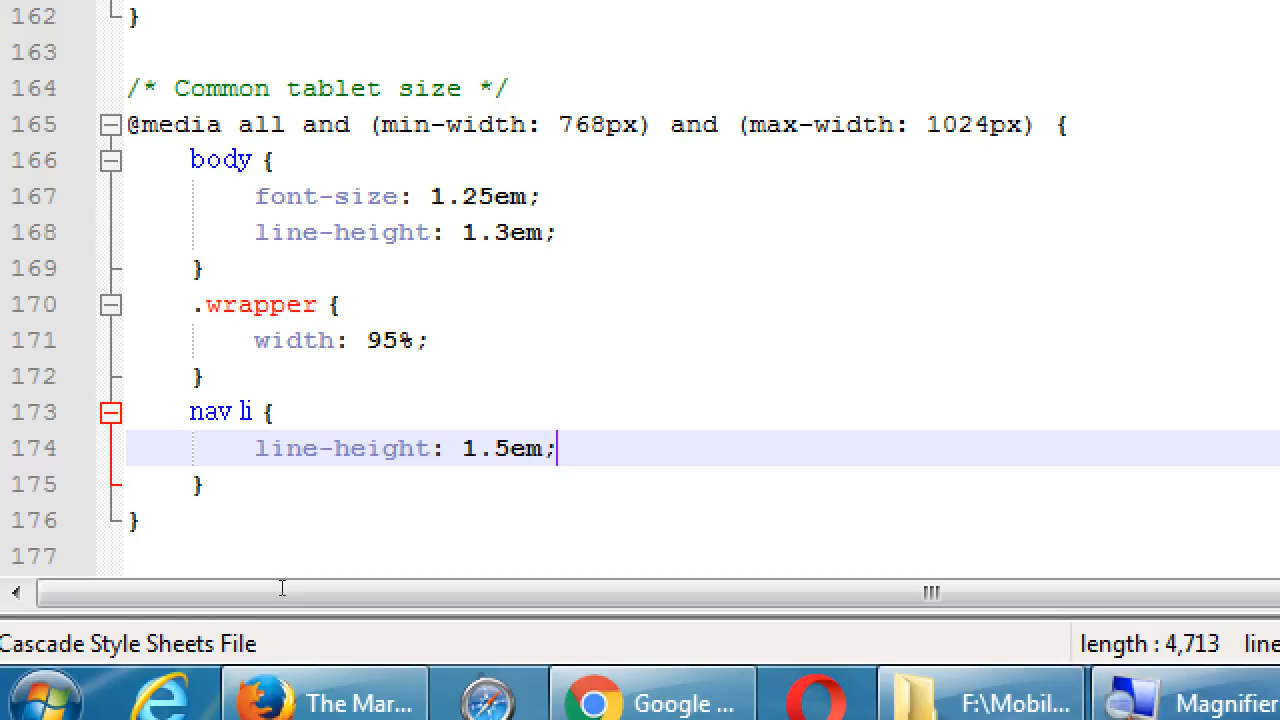 162 }
163
164 /* Common tablet size */
165 @media all and (min-width: 768px) and (max-width: 1024px) {
166 body {
167 font-size: 1.25em;
168 line-height: 1.3em;
169 }
170 .wrapper {
171 width: 95%;
172 }
173 nav li {
174 line-height: 1.5em;
175 }
176 }
177
Cascade Style Sheets File length : 4,713 line
The Mar... Google ... F:\Mobil... Magnifier